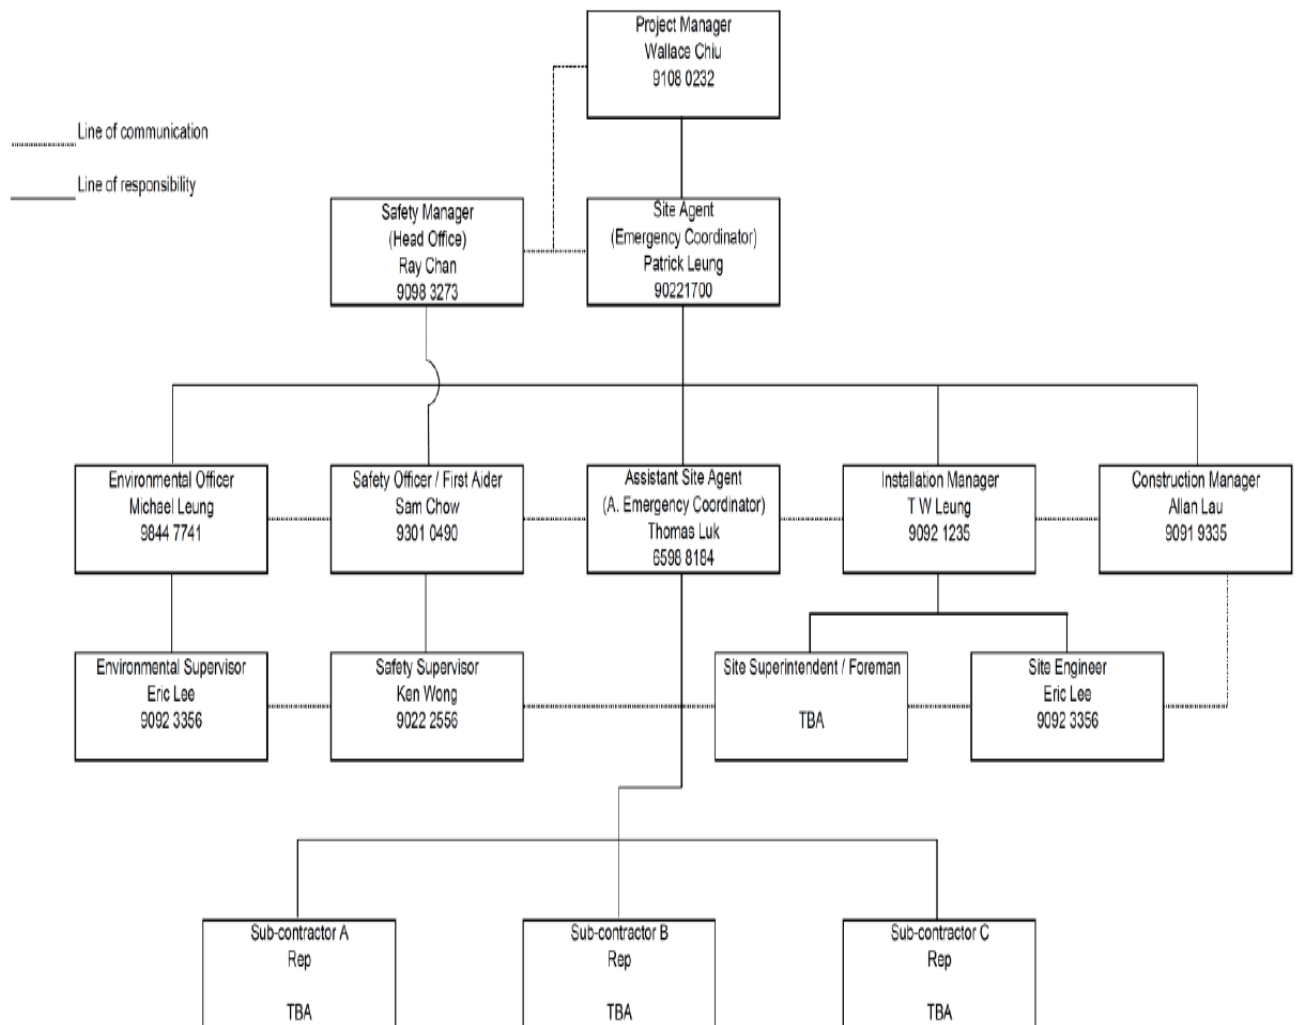 Project Manager
Wallace Chiu
9108 0232
Line of communication
Line of responsibility
Safety Manager
(Head Office)
Ray Chan
9098 3273
Site Agent
(Emergency Coordinator)
Patrick Leung
90221700
Environmental Officer
Michael Leung
9844 7741
Safety Officer / First Aider
Sam Chow
9301 0490
Assistant Site Agent
(A. Emergency Coordinator)
Thomas Luk
6598 8184
Installation Manager
T W Leung
9092 1235
Construction Manager
Allan Lau
9091 9335
Environmental Supervisor
Eric Lee
9092 3356
Safety Supervisor
Ken Wong
9022 2556
Site Superintendent / Foreman
TBA
Site Engineer
Eric Lee
9092 3356
Sub-contractor A
Rep
TBA
Sub-contractor B
Rep
TBA
Sub-contractor C
Rep
TBA